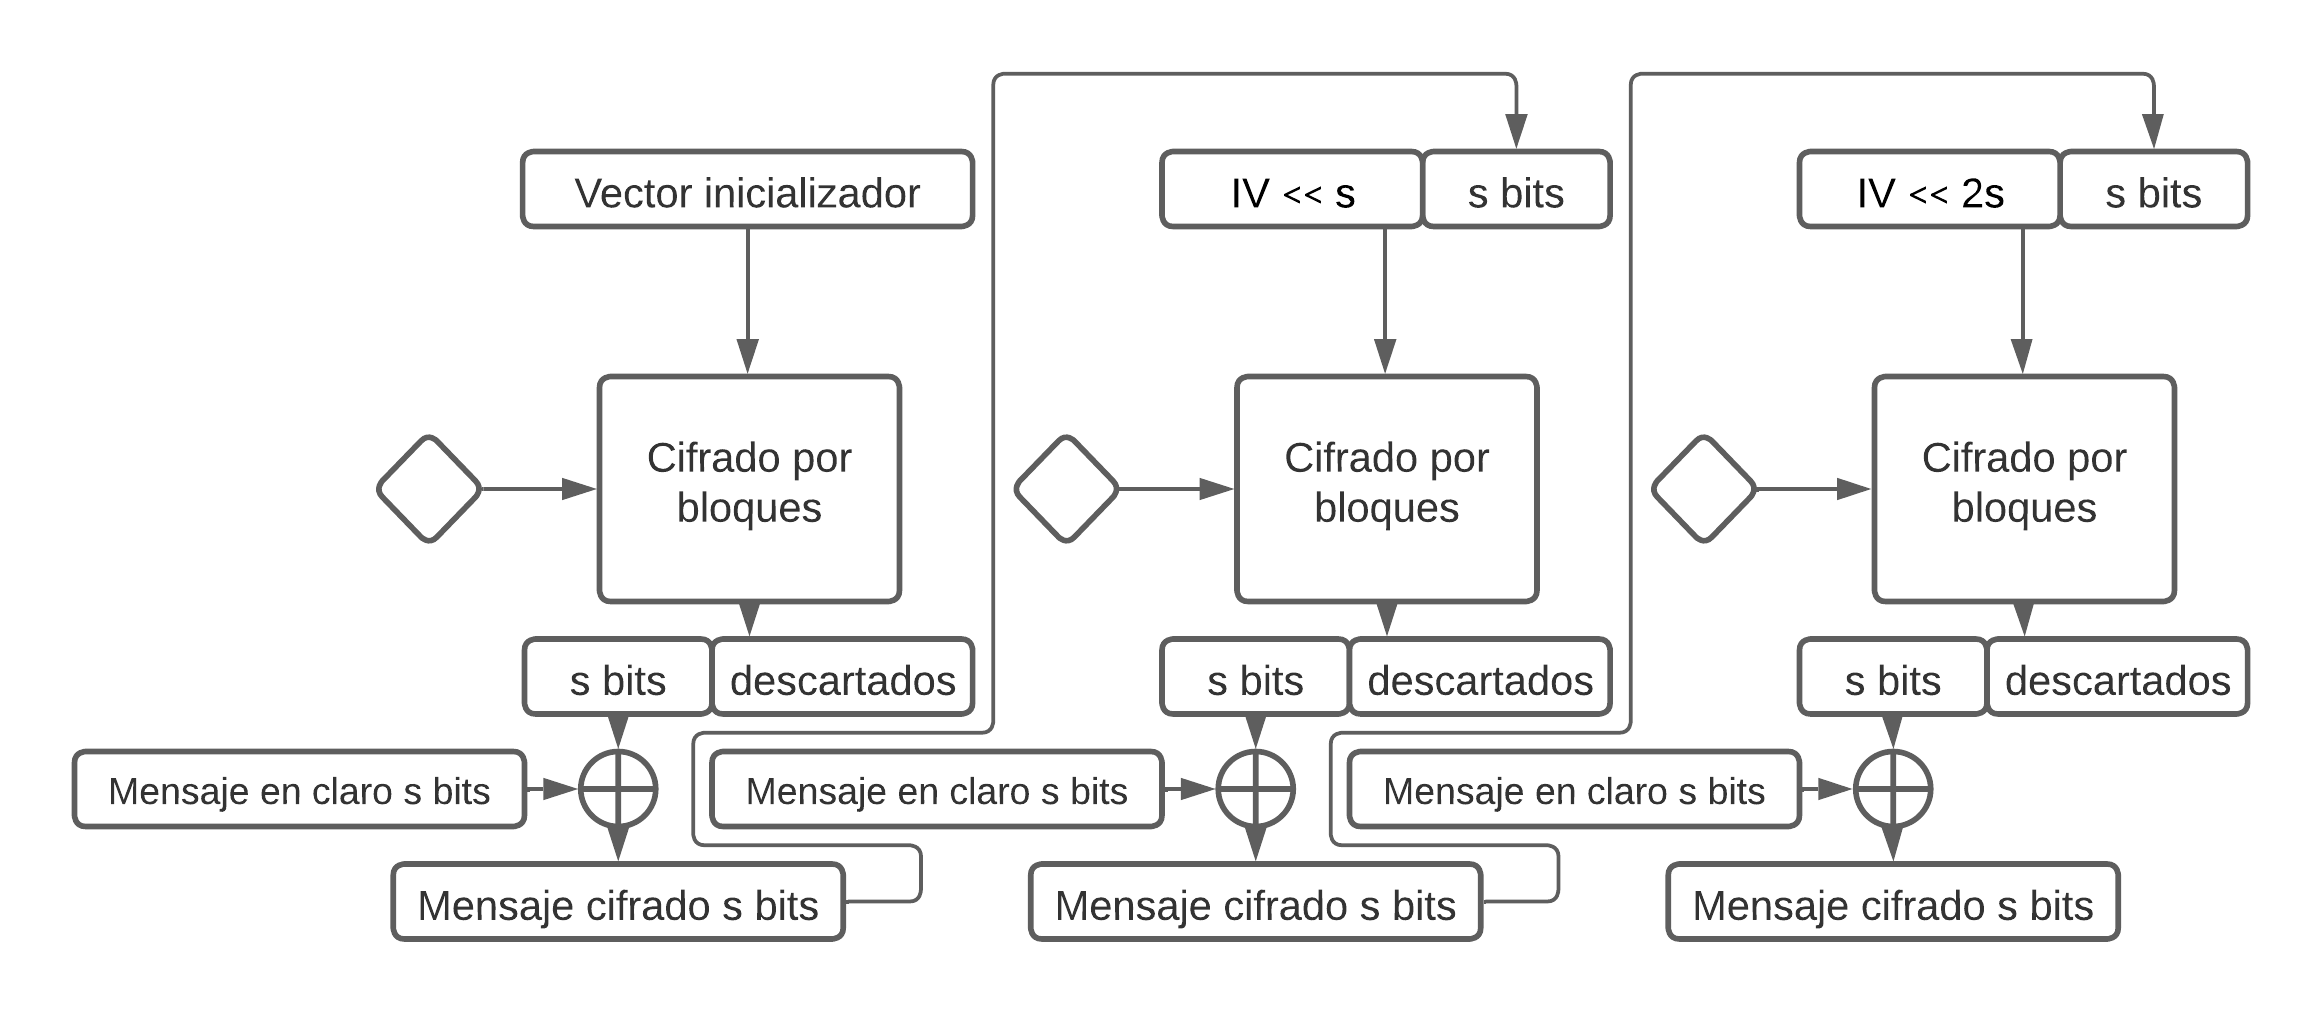 Vector inicializador
IV << s
s bits
IV << 2s
s bits
Cifrado por
bloques
Cifrado por
bloques
Cifrado por
bloques
s bits
descartados
s bits
descartados
s bits
descartados
Mensaje en claro s bits
Mensaje en claro s bits
Mensaje en claro s bits
Mensaje cifrado s bits
Mensaje cifrado s bits
Mensaje cifrado s bits